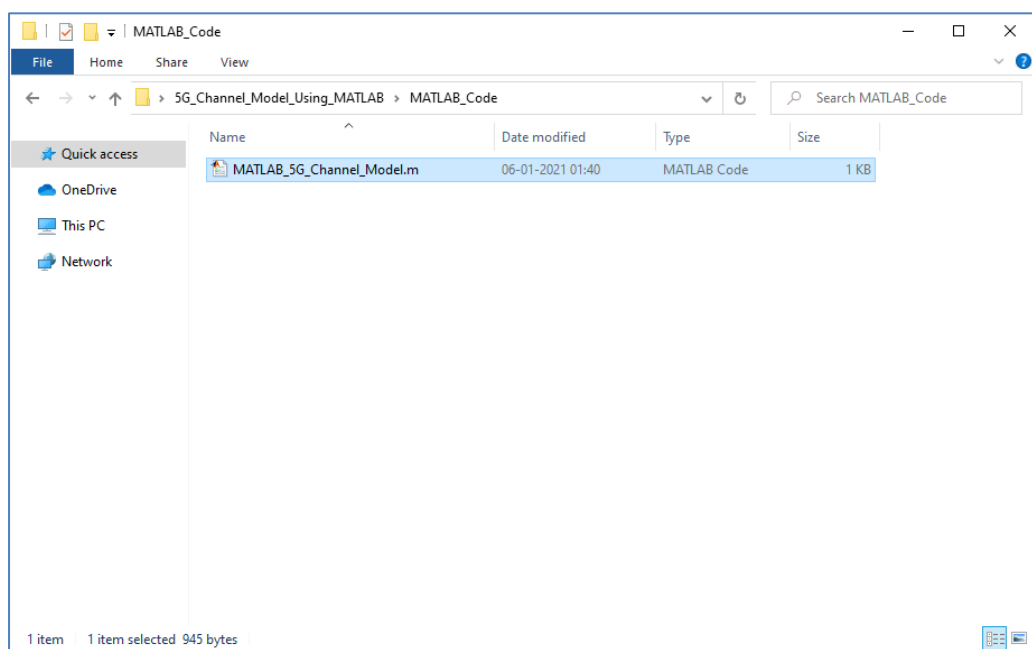 MATLAB_Code
File Home Share View
5G_Channel_Model_Using_MATLAB > MATLAB_Code Search MATLAB_Code
Name Date modified Type Size
Quick access
MATLAB_5G_Channel_Model.m 06-01-2021 01:40 MATLAB Code 1 KB
OneDrive
This PC
Network
1 item 1 item selected 945 bytes